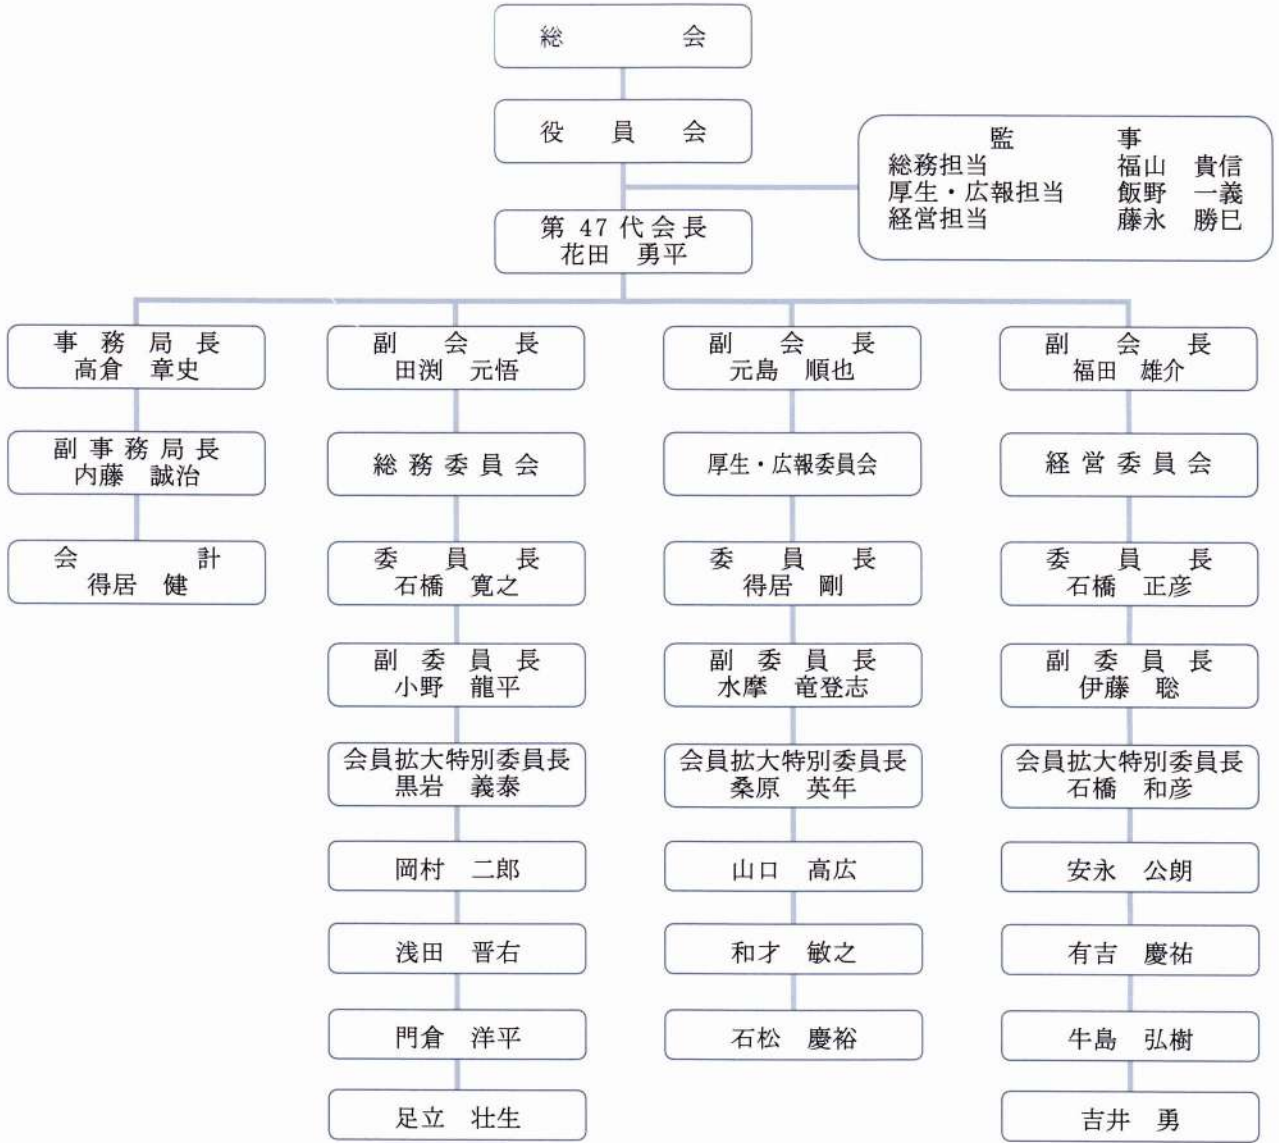 総　　　会
役　員　会
監　　　事
総務担当　福山　貴信
厚生・広報担当　飯野　一義
経営担当　藤永　勝巳
第47代会長
花田　勇平
事務局長
高倉　章史
副事務局長
内藤　誠治
会　　　計
得居　健
副　会　長
田渕　元悟
総務委員会
委　員　長
石橋　寛之
副委員長
小野　龍平
会員拡大特別委員長
黒岩　義泰
岡村　二郎
浅田　晋右
門倉　洋平
足立　壮生
副　会　長
元島　順也
厚生・広報委員会
委　員　長
得居　剛
副委員長
水摩　竜登志
会員拡大特別委員長
桑原　英年
山口　高広
和才　敏之
石松　慶裕
副　会　長
福田　雄介
経営委員会
委　員　長
石橋　正彦
副委員長
伊藤　聡
会員拡大特別委員長
石橋　和彦
安永　公朗
有吉　慶祐
牛島　弘樹
吉井　勇